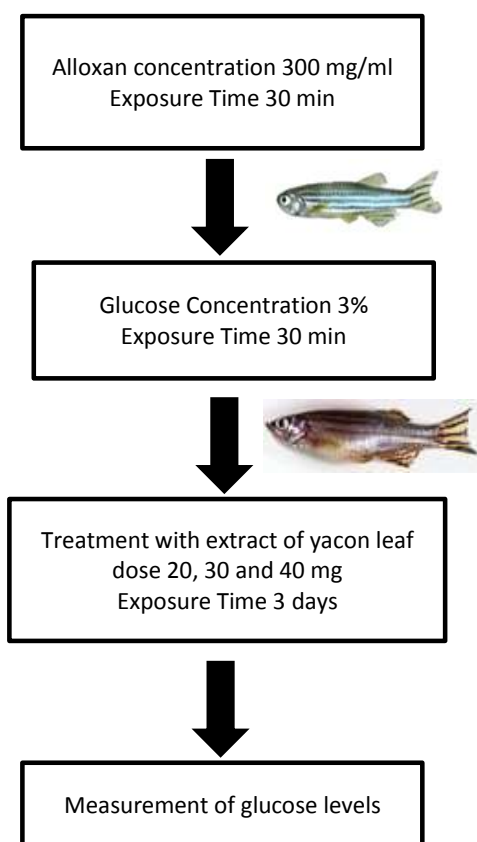 Alloxan concentration 300 mg/ml
Exposure Time 30 min
Glucose Concentration 3%
Exposure Time 30 min
Treatment with extract of yacon leaf
dose 20, 30 and 40 mg
Exposure Time 3 days
Measurement of glucose levels